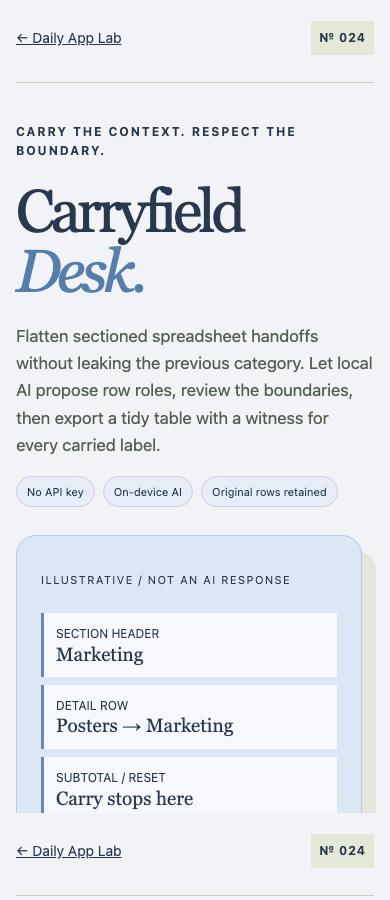 ← Daily App Lab
Nº 024
CARRY THE CONTEXT. RESPECT THE
BOUNDARY.
Carryfield
Desk.
Flatten sectioned spreadsheet handoffs
without leaking the previous category. Let local
AI propose row roles, review the boundaries,
then export a tidy table with a witness for
every carried label.
No API key
On-device AI
Original rows retained
ILLUSTRATIVE / NOT AN AI RESPONSE
SECTION HEADER
Marketing
DETAIL ROW
Posters → Marketing
SUBTOTAL / RESET
Carry stops here
← Daily App Lab
Nº 024